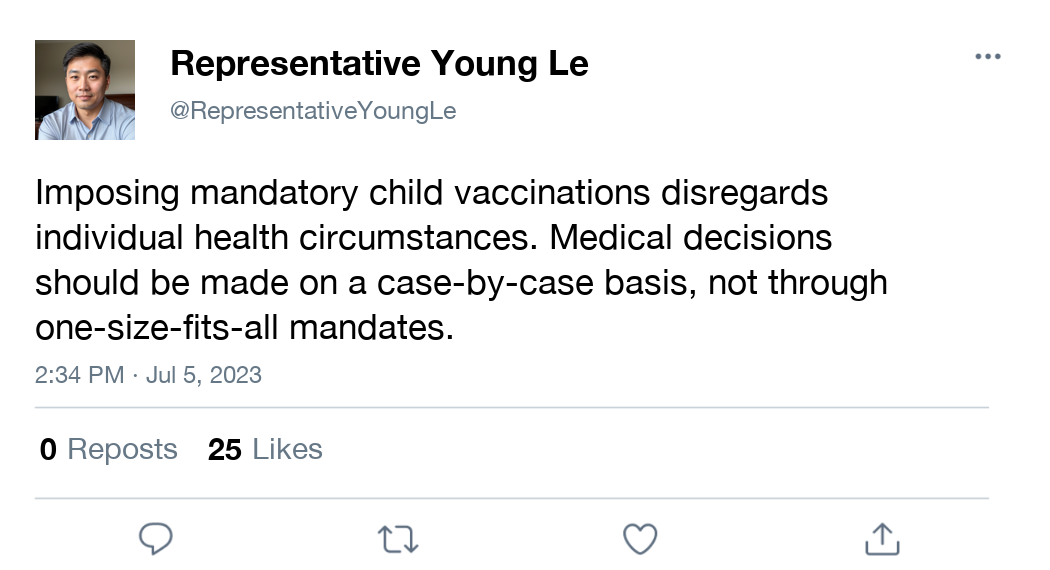 Representative Young Le
@RepresentativeYoungLe
Imposing mandatory child vaccinations disregards
individual health circumstances. Medical decisions
should be made on a case-by-case basis, not through
one-size-fits-all mandates.
2:34 PM · Jul 5, 2023
0 Reposts 25 Likes